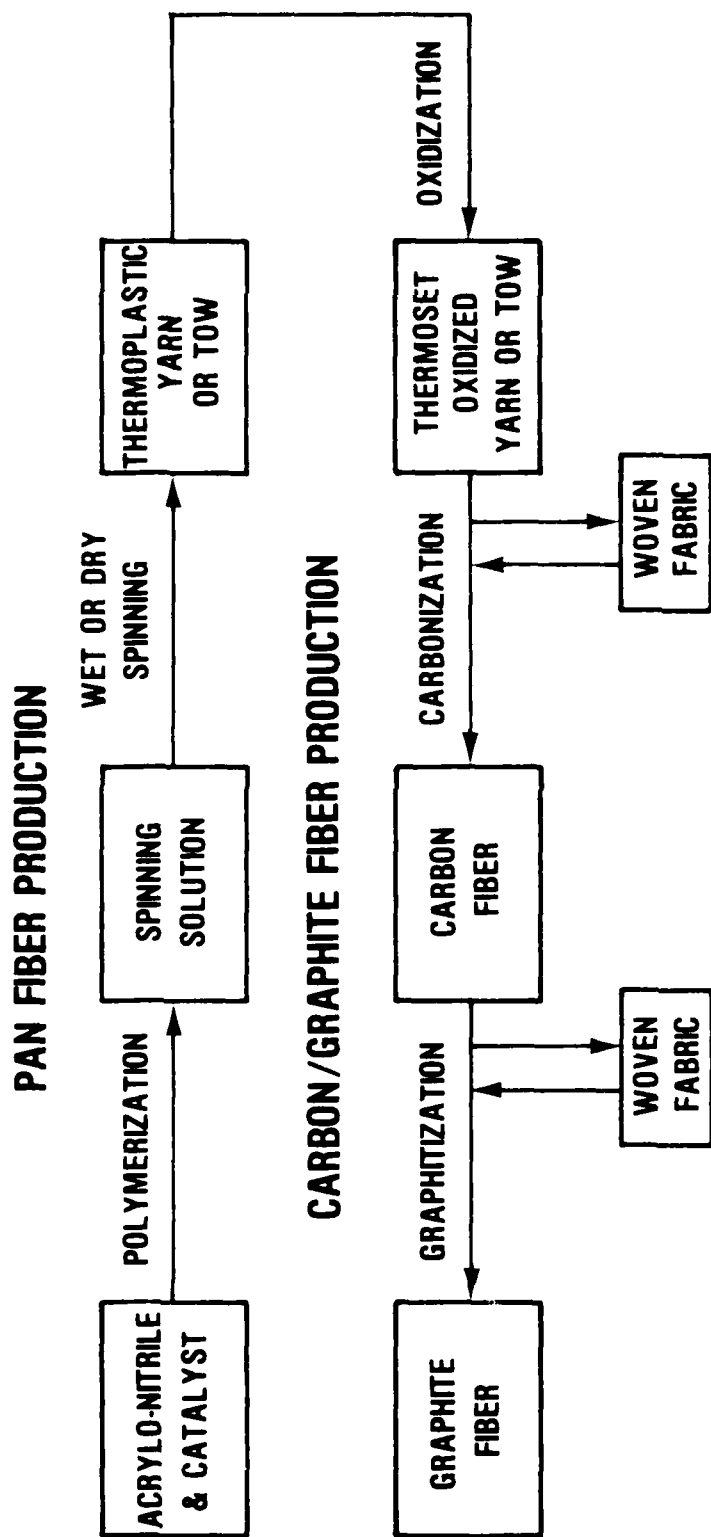 PAN FIBER PRODUCTION
ACRYLO-NITRILE
& CATALYST
POLYMERIZATION
SPINNING
SOLUTION
WET OR DRY
SPINNING
THERMOPLASTIC
YARN
OR TOW
OXIDIZATION
CARBON/GRAPHITE FIBER PRODUCTION
THERMOSET
OXIDIZED
YARN OR TOW
CARBONIZATION
WOVEN
FABRIC
CARBON
FIBER
GRAPHITIZATION
WOVEN
FABRIC
GRAPHITE
FIBER